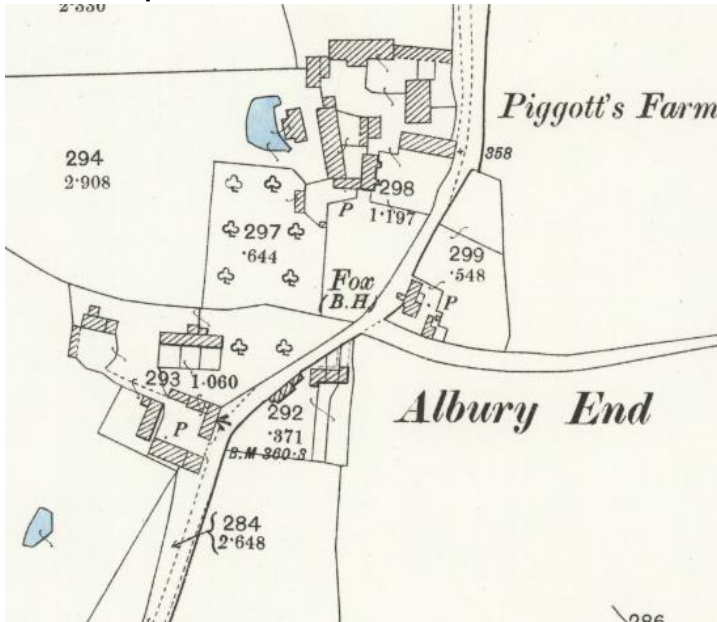 2·330
Piggott's Farm
358
294
2·908
298
1·197
P
297
·644
299
·548
Fox
(B.H)
P
293
1·060
Albury End
292
·371
P
B.M 360·3
284
2·648
286